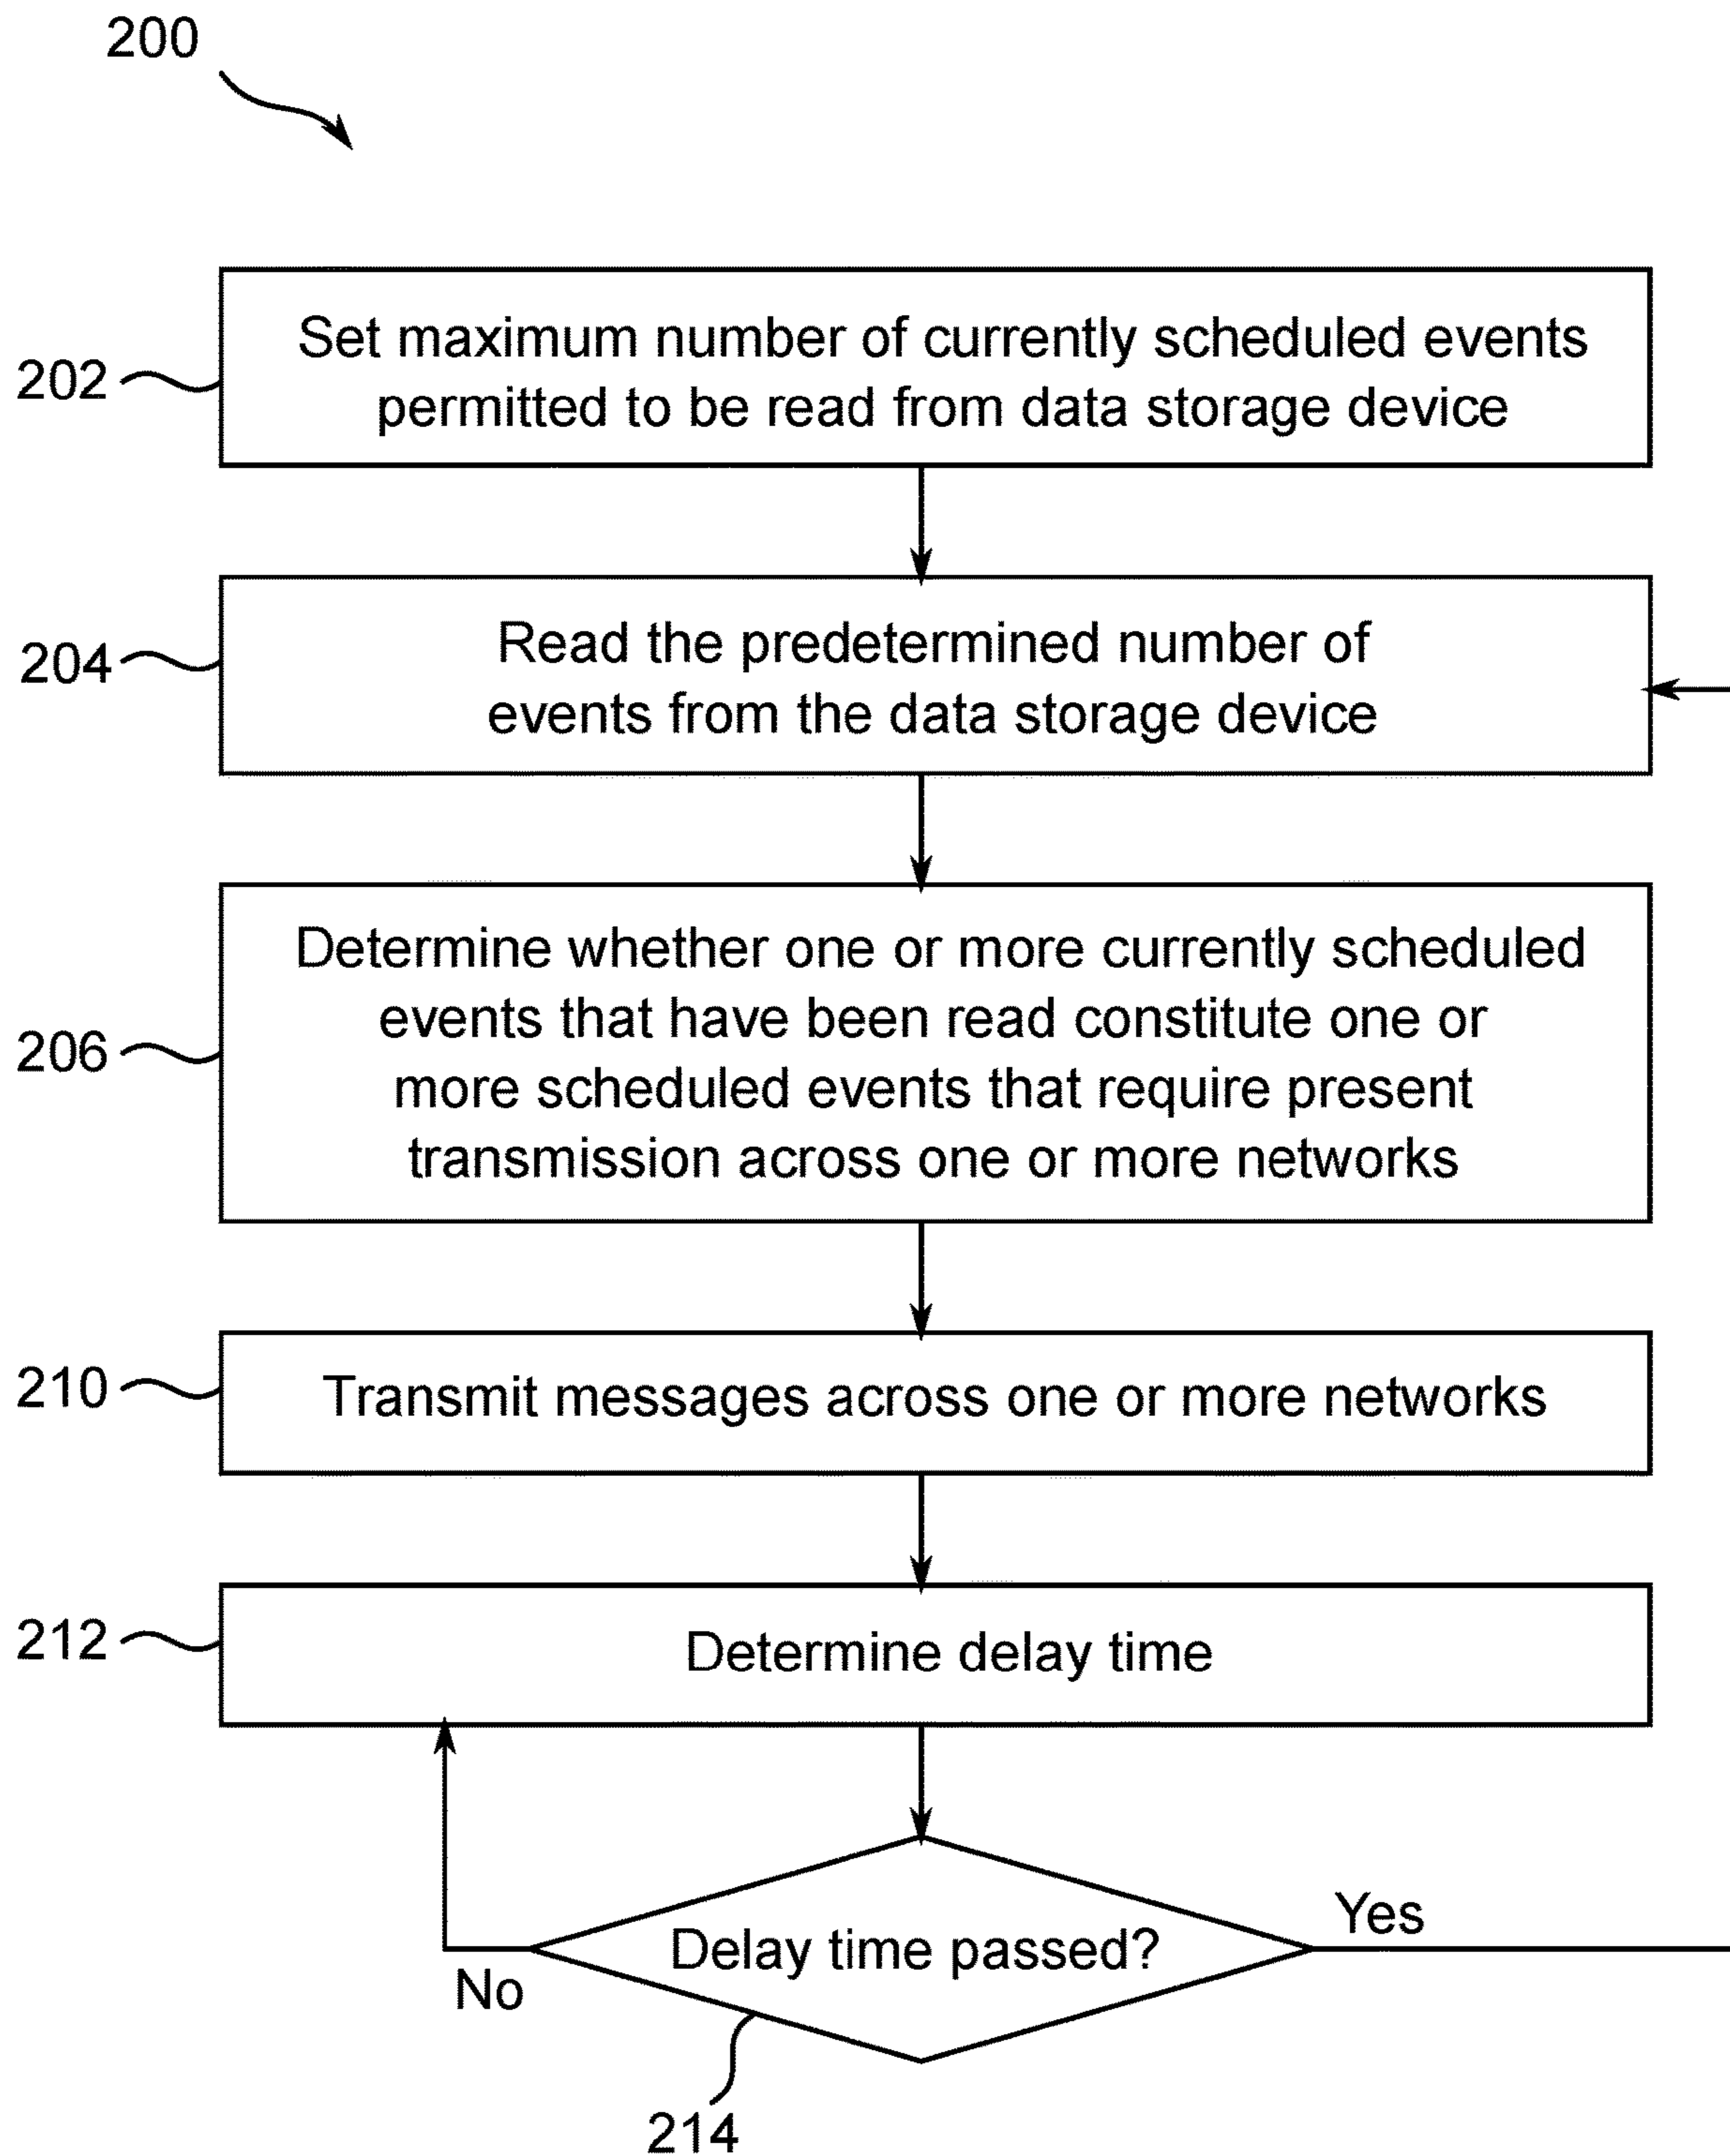 200
202
Set maximum number of currently scheduled events
permitted to be read from data storage device
204
Read the predetermined number of
events from the data storage device
206
Determine whether one or more currently scheduled
events that have been read constitute one or
more scheduled events that require present
transmission across one or more networks
210
Transmit messages across one or more networks
212
Determine delay time
Delay time passed?
Yes
No
214